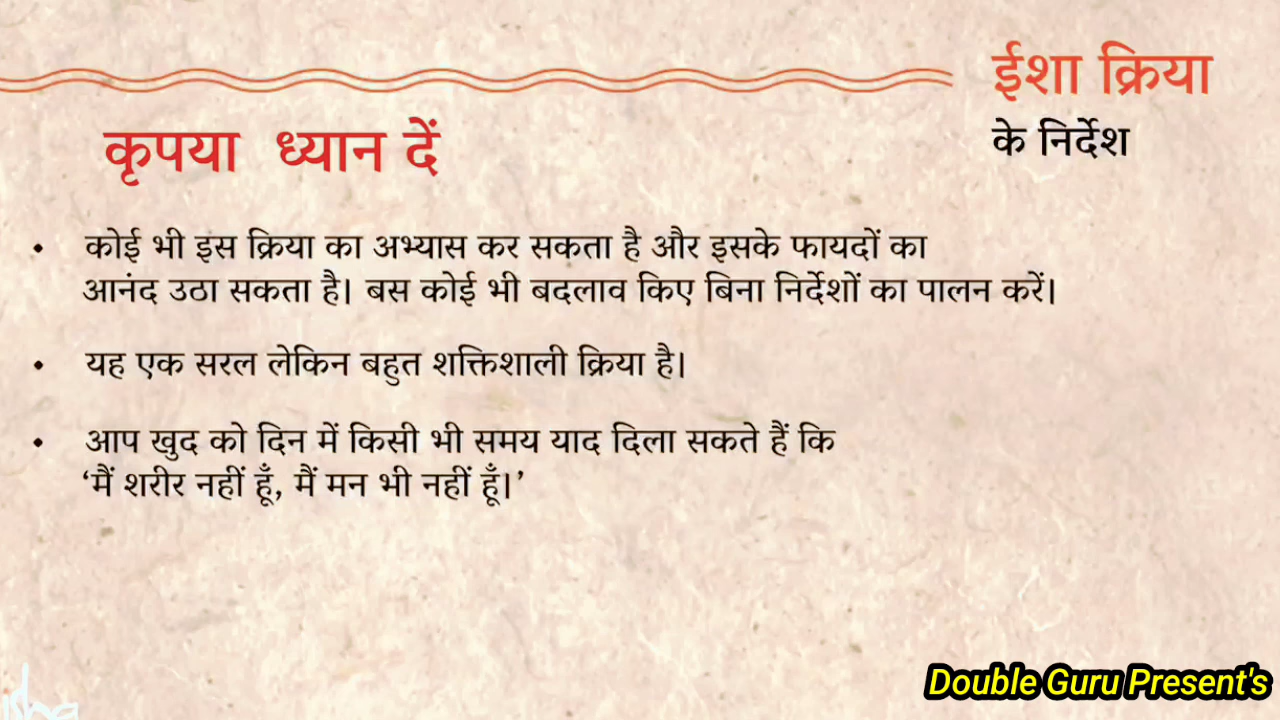 ईशा क्रिया
के निर्देश
कृपया ध्यान दें
• कोई भी इस क्रिया का अभ्यास कर सकता है और इसके फायदों का
आनंद उठा सकता है। बस कोई भी बदलाव किए बिना निर्देशों का पालन करें।
• यह एक सरल लेकिन बहुत शक्तिशाली क्रिया है।
• आप खुद को दिन में किसी भी समय याद दिला सकते हैं कि
‘मैं शरीर नहीं हूँ, मैं मन भी नहीं हूँ।’
isha
Double Guru Present's